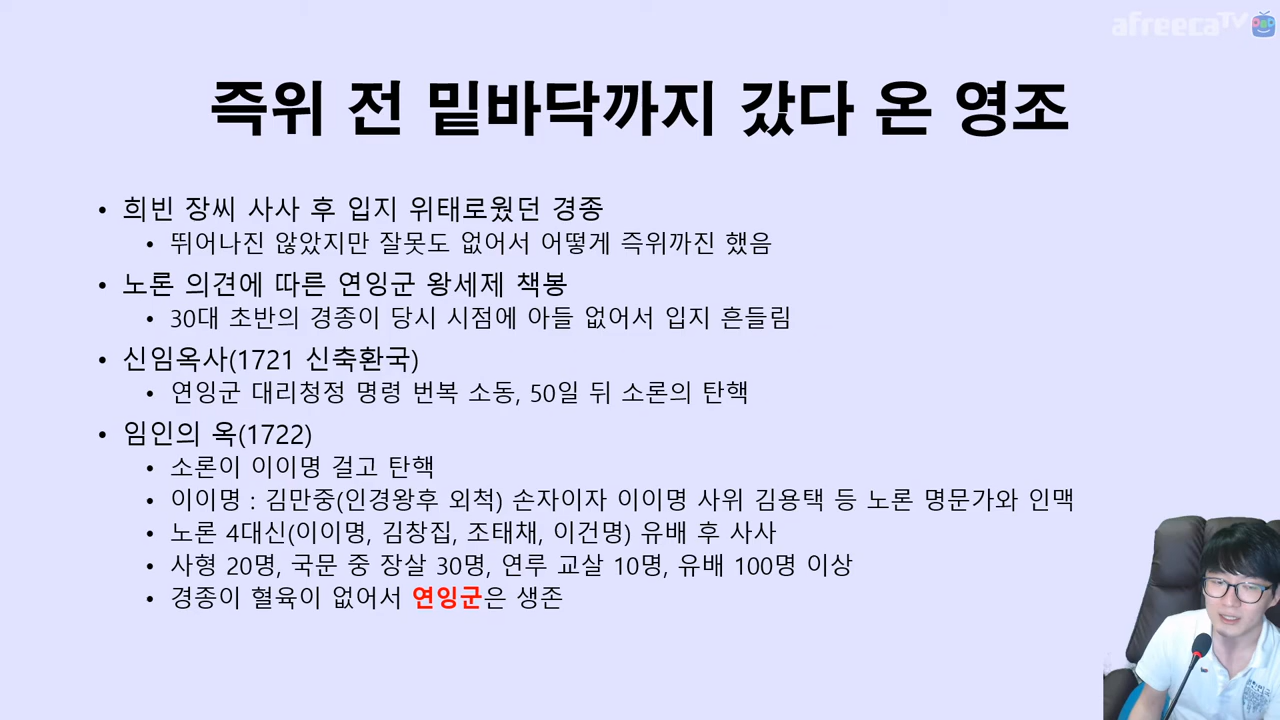 afreecaTV
즉위 전 밑바닥까지 갔다 온 영조
• 희빈 장씨 사사 후 입지 위태로웠던 경종
• 뛰어나진 않았지만 잘못도 없어서 어떻게 즉위까진 했음
• 노론 의견에 따른 연잉군 왕세제 책봉
• 30대 초반의 경종이 당시 시점에 아들 없어서 입지 흔들림
• 신임옥사(1721 신축환국)
• 연잉군 대리청정 명령 번복 소동, 50일 뒤 소론의 탄핵
• 임인의 옥(1722)
• 소론이 이이명 걸고 탄핵
• 이이명 : 김만중(인경왕후 외척) 손자이자 이이명 사위 김용택 등 노론 명문가와 인맥
• 노론 4대신(이이명, 김창집, 조태채, 이건명) 유배 후 사사
• 사형 20명, 국문 중 장살 30명, 연루 교살 10명, 유배 100명 이상
• 경종이 혈육이 없어서 연잉군은 생존